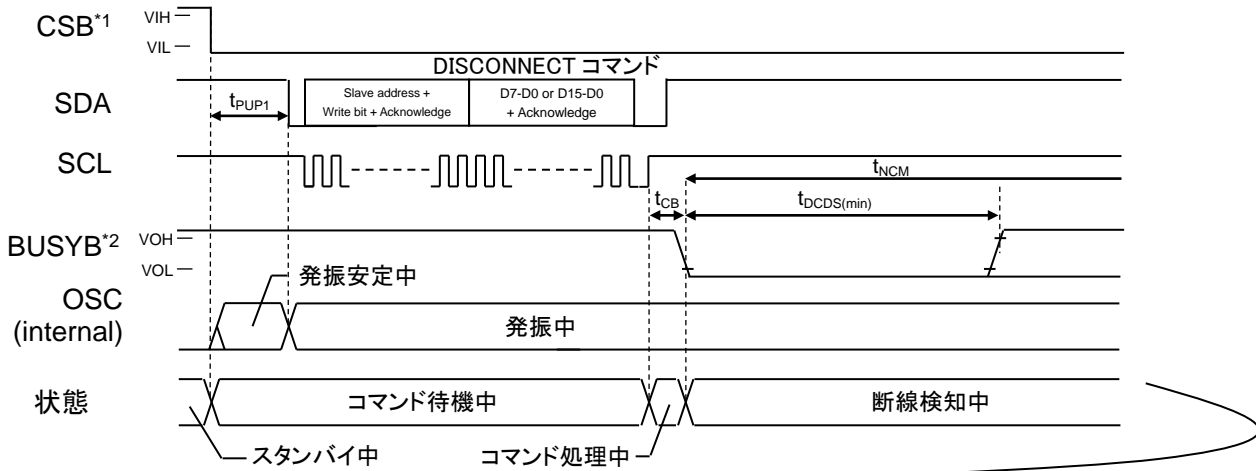 CSB*1
VIH
VIL
DISCONNECT コマンド
SDA
tPUP1
Slave address +
Write bit + Acknowledge
D7-D0 or D15-D0
+ Acknowledge
SCL
tNCM
tCB
tDCDS(min)
BUSYB*2
VOH
VOL
発振安定中
OSC
(internal)
発振中
状態
コマンド待機中
断線検知中
スタンバイ中
コマンド処理中